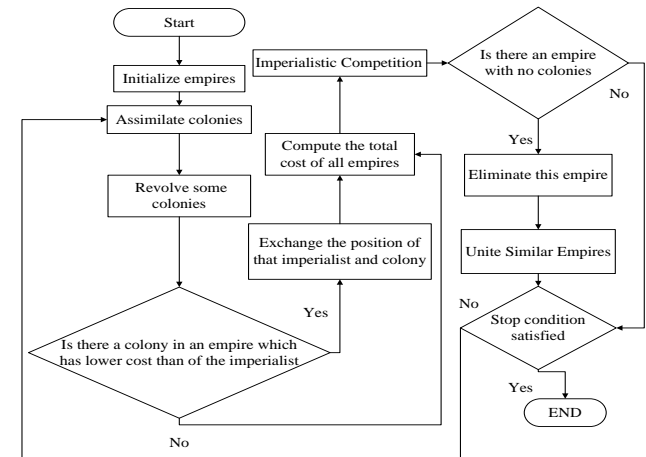 Start
Initialize empires
Assimilate colonies
Revolve some
colonies
Is there a colony in an empire which
has lower cost than of the imperialist
Yes
No
Exchange the position of
that imperialist and colony
Compute the total
cost of all empires
Imperialistic Competition
Is there an empire
with no colonies
No
Yes
Eliminate this empire
Unite Similar Empires
No
Stop condition
satisfied
Yes
END